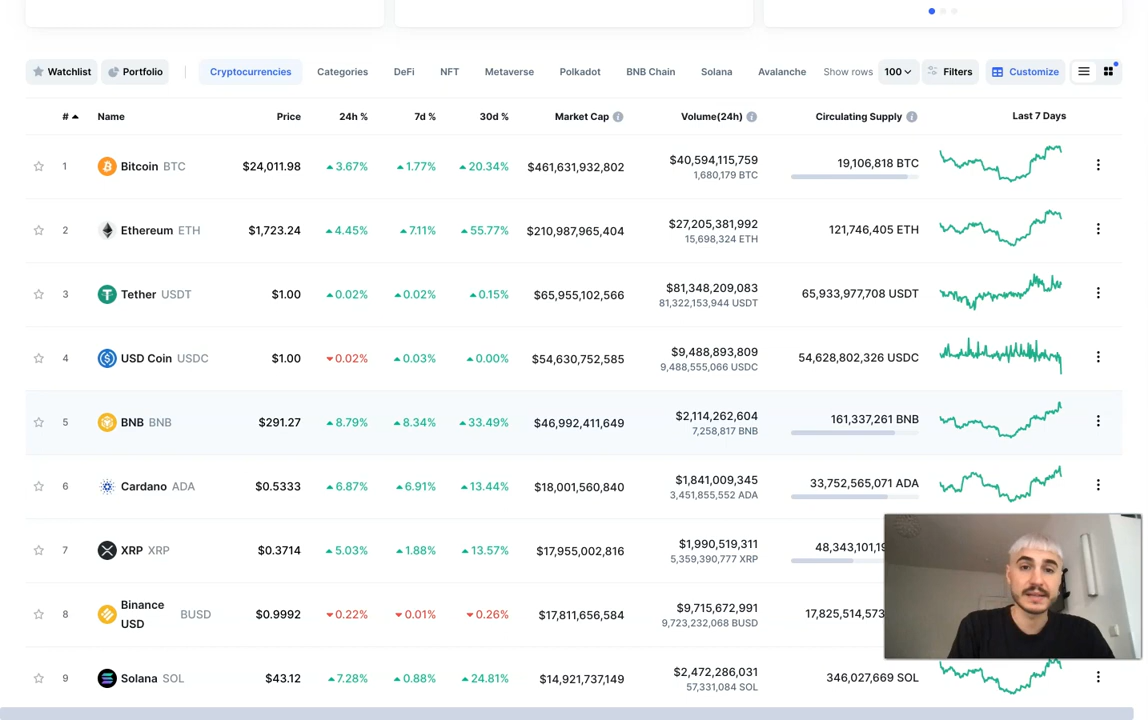 Watchlist Portfolio Cryptocurrencies Categories DeFi NFT Metaverse Polkadot BNB Chain Solana Avalanche Show rows 100 Filters Customize
# Name Price 24h % 7d % 30d % Market Cap Volume(24h) Circulating Supply Last 7 Days
1 Bitcoin BTC $24,011.98 3.67% 1.77% 20.34% $461,631,932,802 $40,594,115,759 19,106,818 BTC
1,680,179 BTC
2 Ethereum ETH $1,723.24 4.45% 7.11% 55.77% $210,987,965,404 $27,205,381,992 121,746,405 ETH
15,698,324 ETH
3 Tether USDT $1.00 0.02% 0.02% 0.15% $65,955,102,566 $81,348,209,083 65,933,977,708 USDT
81,322,153,944 USDT
4 USD Coin USDC $1.00 0.02% 0.03% 0.00% $54,630,752,585 $9,488,893,809 54,628,802,326 USDC
9,488,555,066 USDC
5 BNB BNB $291.27 8.79% 8.34% 33.49% $46,992,411,649 $2,114,262,604 161,337,261 BNB
7,258,817 BNB
6 Cardano ADA $0.5333 6.87% 6.91% 13.44% $18,001,560,840 $1,841,009,345 33,752,565,071 ADA
3,451,855,552 ADA
7 XRP XRP $0.3714 5.03% 1.88% 13.57% $17,955,002,816 $1,990,519,311 48,343,101,19
5,359,390,777 XRP
8 Binance USD BUSD $0.9992 0.22% 0.01% 0.26% $17,811,656,584 $9,715,672,991 17,825,514,573
9,723,232,068 BUSD
9 Solana SOL $43.12 7.28% 0.88% 24.81% $14,921,737,149 $2,472,286,031 346,027,669 SOL
57,331,084 SOL